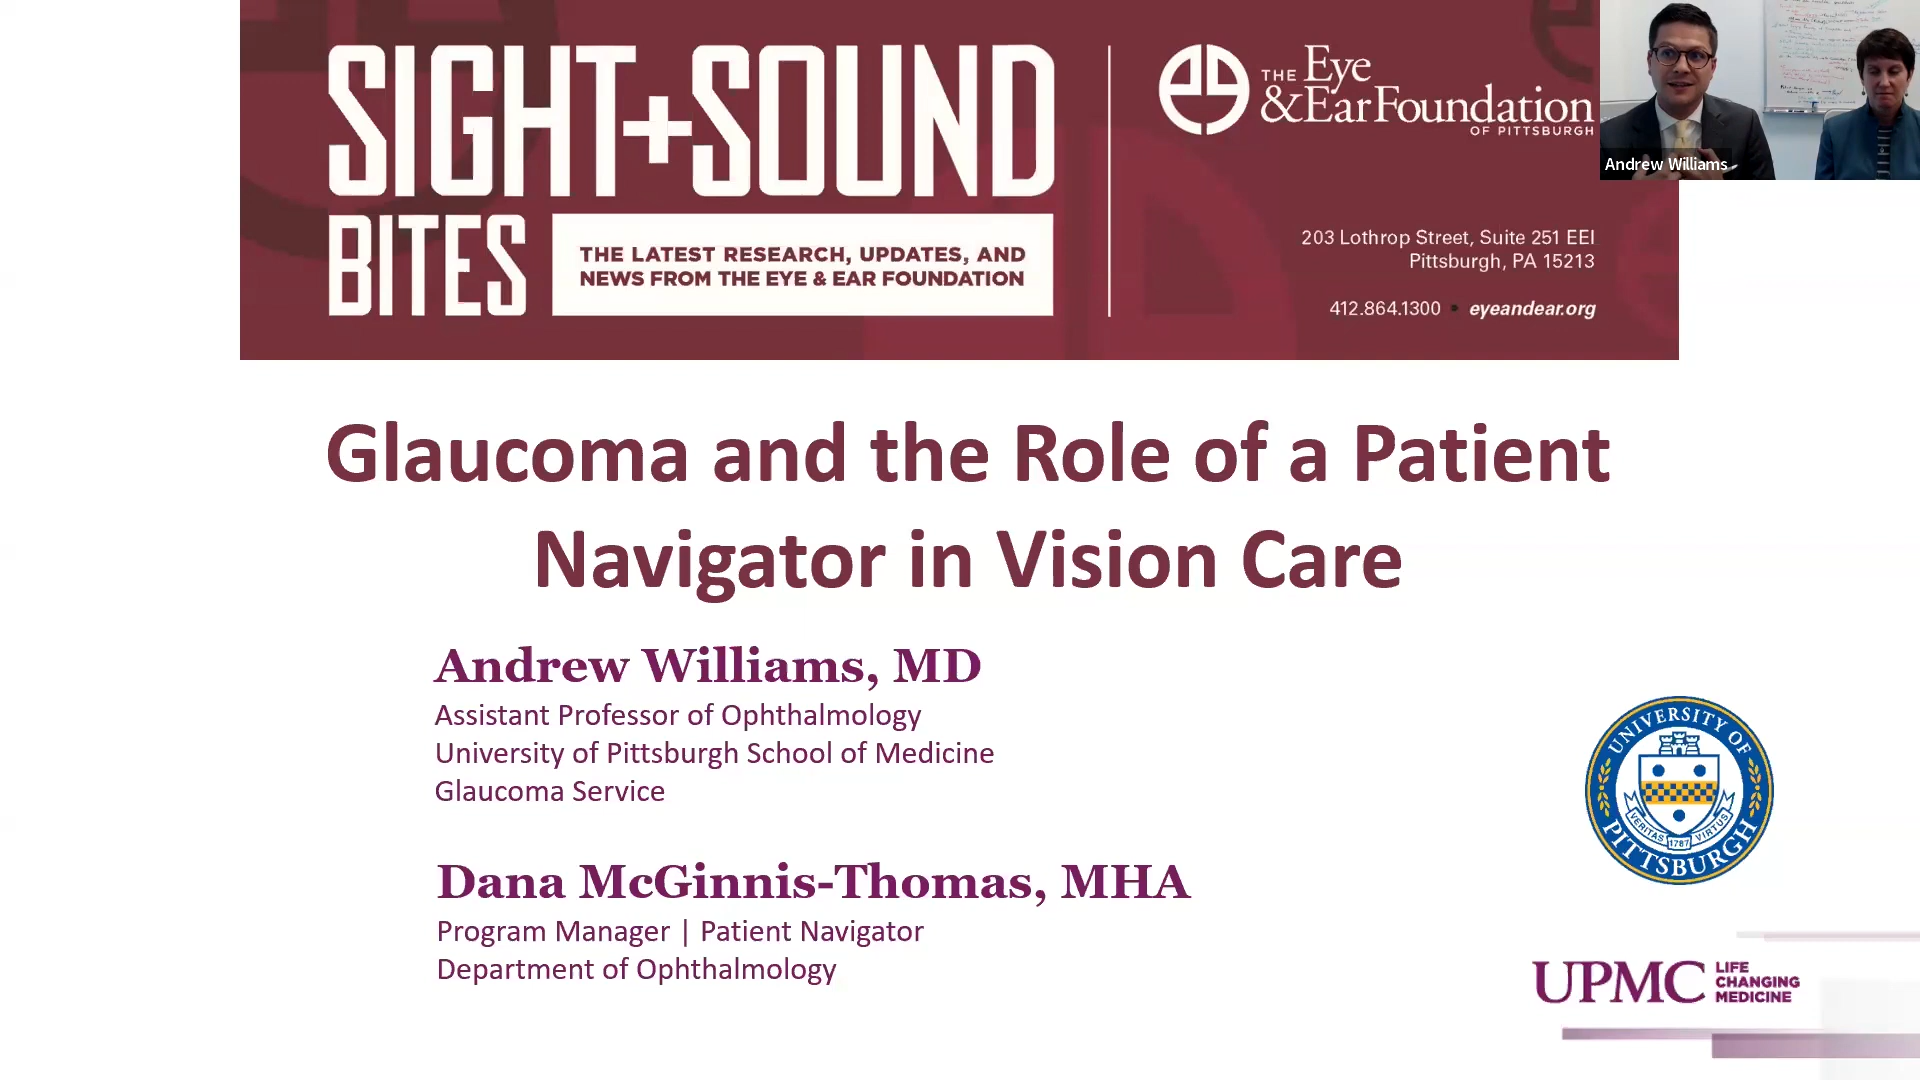 SIGHT+SOUND
BITES
THE LATEST RESEARCH, UPDATES, AND
NEWS FROM THE EYE & EAR FOUNDATION
THE Eye
& Ear Foundation
OF PITTSBURGH
203 Lothrop Street, Suite 251 EEI
Pittsburgh, PA 15213
412.864.1300 • eyeandear.org
Andrew Williams
Glaucoma and the Role of a Patient
Navigator in Vision Care
Andrew Williams, MD
Assistant Professor of Ophthalmology
University of Pittsburgh School of Medicine
Glaucoma Service
Dana McGinnis-Thomas, MHA
Program Manager | Patient Navigator
Department of Ophthalmology
UNIVERSITY OF
VERITAS 1787 VIRTUS
PITTSBURGH
UPMC LIFE
CHANGING
MEDICINE